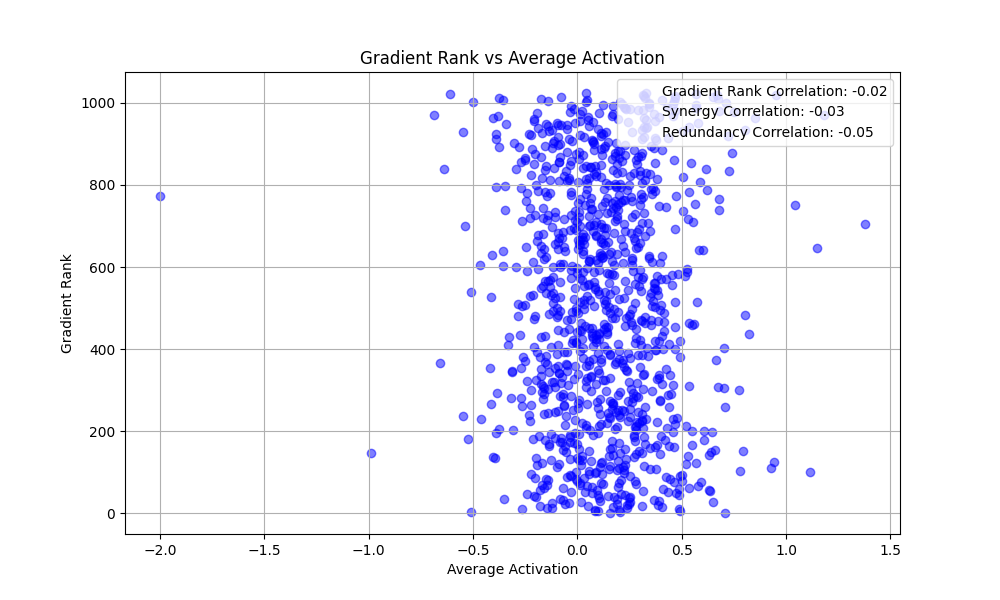 Gradient Rank vs Average Activation
Gradient Rank Correlation: -0.02
Synergy Correlation: -0.03
Redundancy Correlation: -0.05
Gradient Rank
1000
800
600
400
200
0
−2.0 −1.5 −1.0 −0.5 0.0 0.5 1.0 1.5
Average Activation